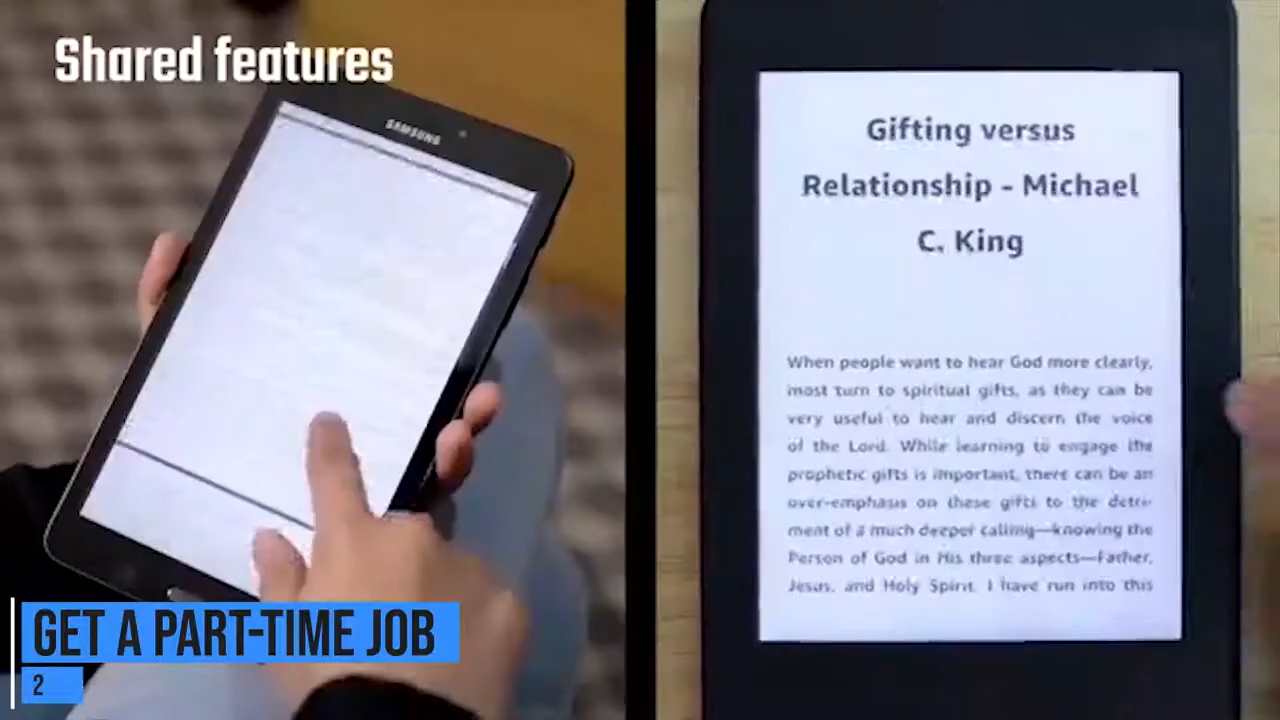 Shared features
SAMSUNG
Gifting versus
Relationship - Michael
C. King
When people want to hear God more clearly,
most turn to spiritual gifts, as they can be
very useful to hear and discern the voice
of the Lord. While learning to engage the
prophetic gifts is important, there can be an
over-emphasis on these gifts to the detri-
ment of a much deeper calling—knowing the
Person of God in His three aspects—Father,
Jesus, and Holy Spirit. I have run into this
GET A PART-TIME JOB
2